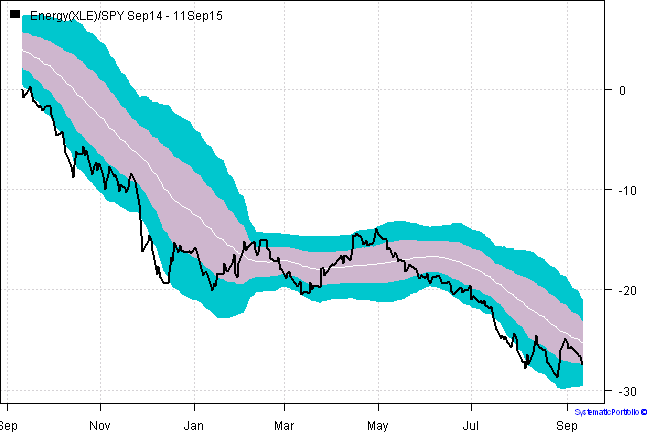 Energy(XLE)/SPY Sep14 - 11Sep15
0
-10
-20
-30
Sep Nov Jan Mar May Jul Sep
SystematicPortfolio ©